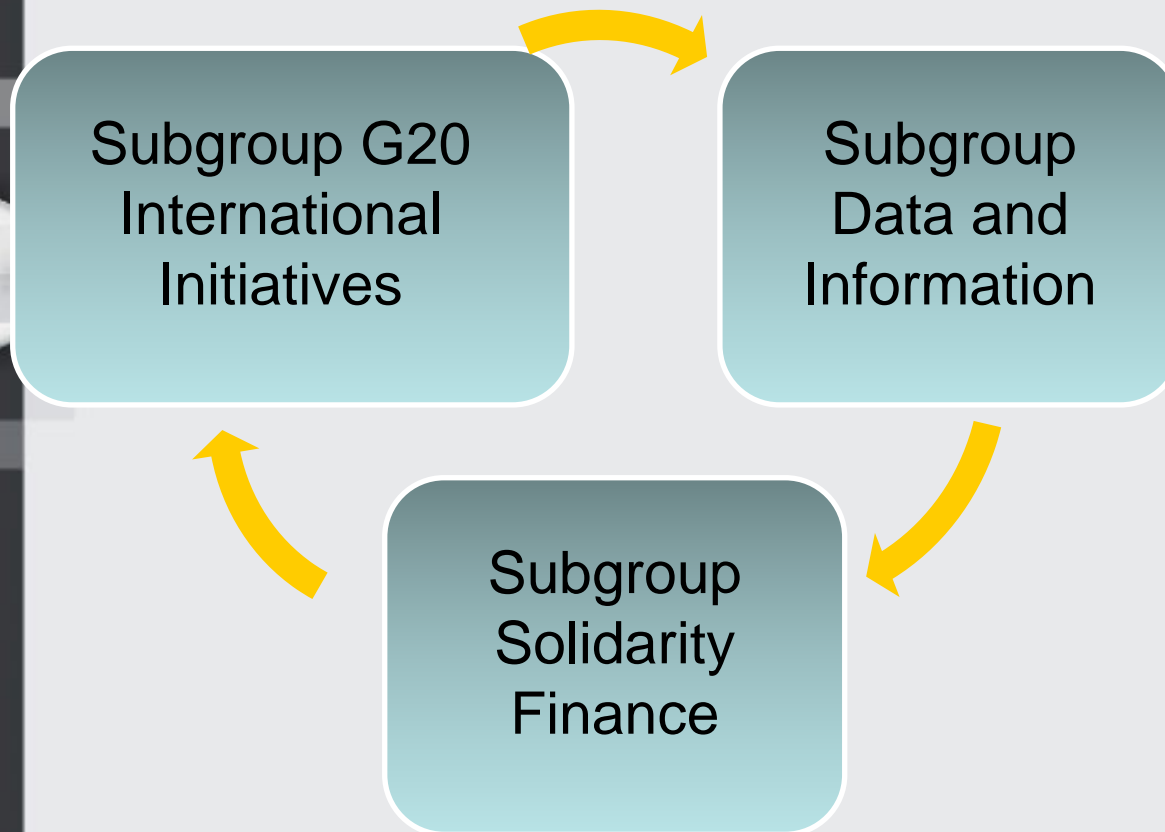 Subgroup G20
International
Initiatives
Subgroup
Data and
Information
Subgroup
Solidarity
Finance